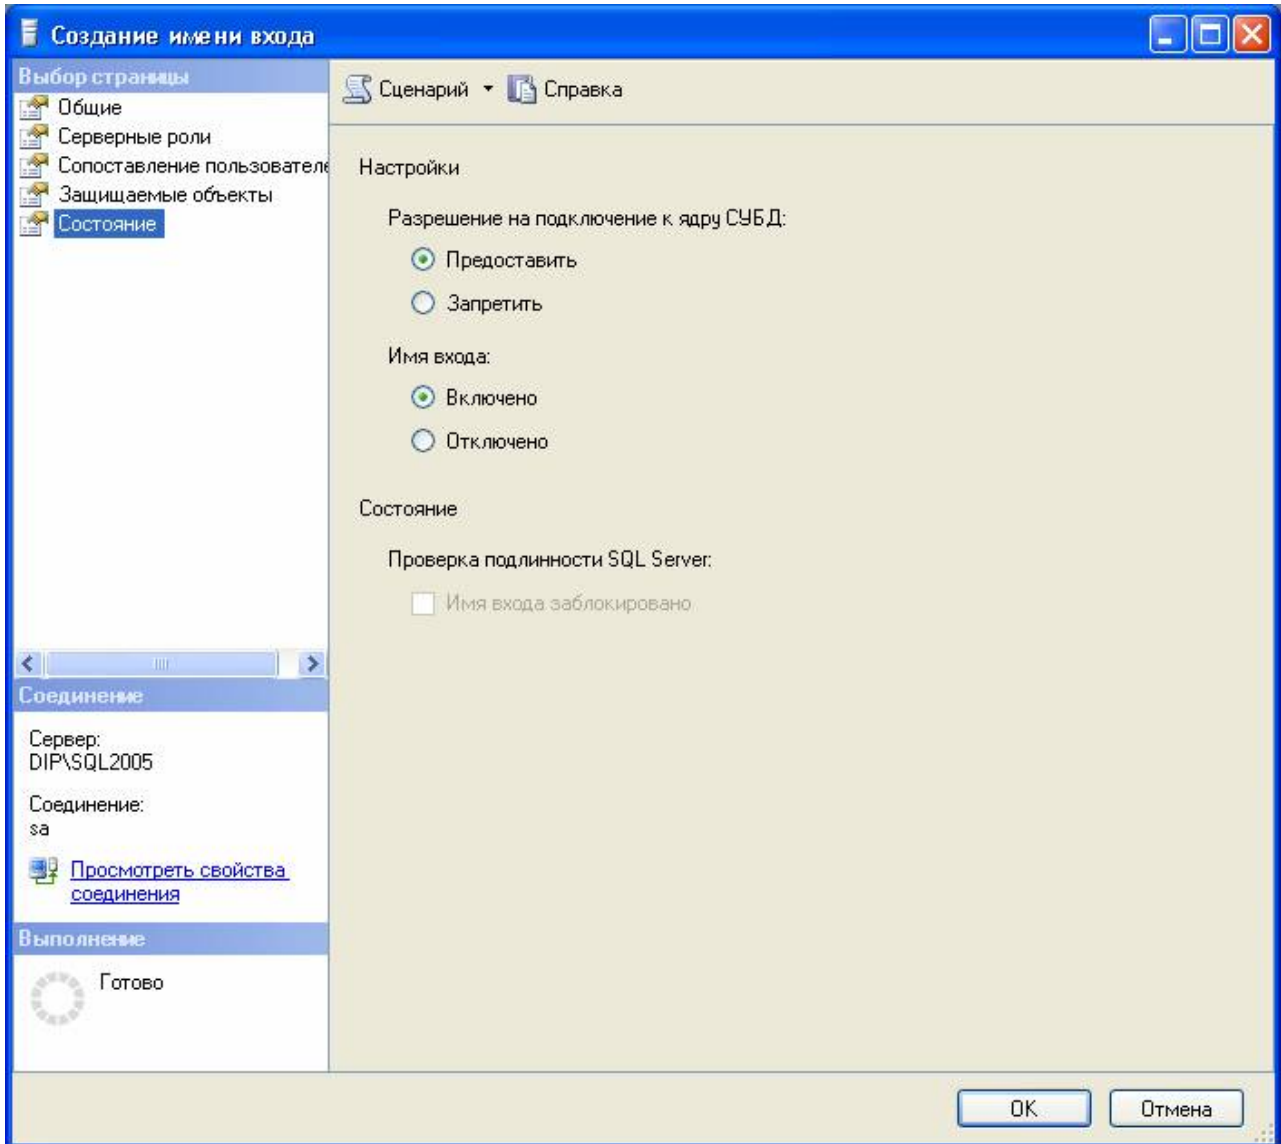 Создание имени входа
Выбор страницы
Общие
Серверные роли
Сопоставление пользователе
Защищаемые объекты
Состояние
Сценарий
Справка
Настройки
Разрешение на подключение к ядру СУБД:
Предоставить
Запретить
Имя входа:
Включено
Отключено
Состояние
Проверка подлинности SQL Server:
Имя входа заблокировано
Соединение
Сервер:
DIP\SQL2005
Соединение:
sa
Просмотреть свойства
соединения
Выполнение
Готово
OK
Отмена